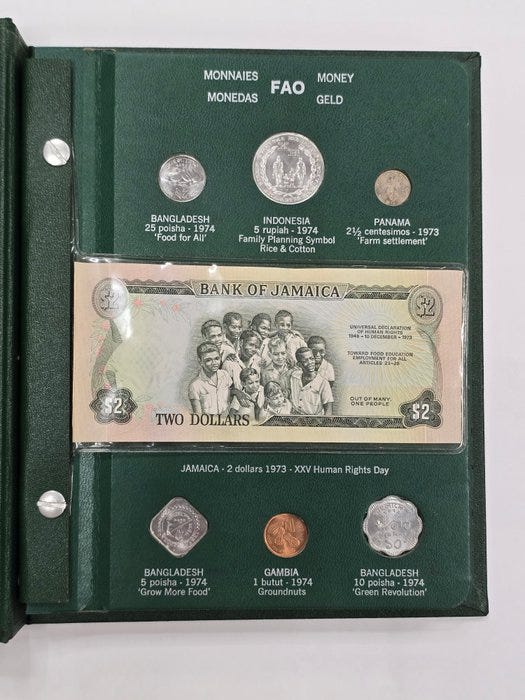 MONNAIES FAO MONEY
MONEDAS GELD
BANGLADESH
25 poisha - 1974
'Food for All'
INDONESIA
5 rupiah - 1974
Family Planning Symbol
Rice & Cotton
PANAMA
2½ centesimos - 1973
'Farm settlement'
$2 BANK OF JAMAICA $2
UNIVERSAL DECLARATION
OF HUMAN RIGHTS
1948 - 10 DECEMBER - 1973
TOWARD FOOD EDUCATION
EMPLOYMENT FOR ALL
ARTICLES 23-26
OUT OF MANY,
ONE PEOPLE
$2 TWO DOLLARS $2
JAMAICA - 2 dollars 1973 - XXV Human Rights Day
BANGLADESH
5 poisha - 1974
'Grow More Food'
GAMBIA
1 butut - 1974
Groundnuts
BANGLADESH
10 poisha - 1974
'Green Revolution'